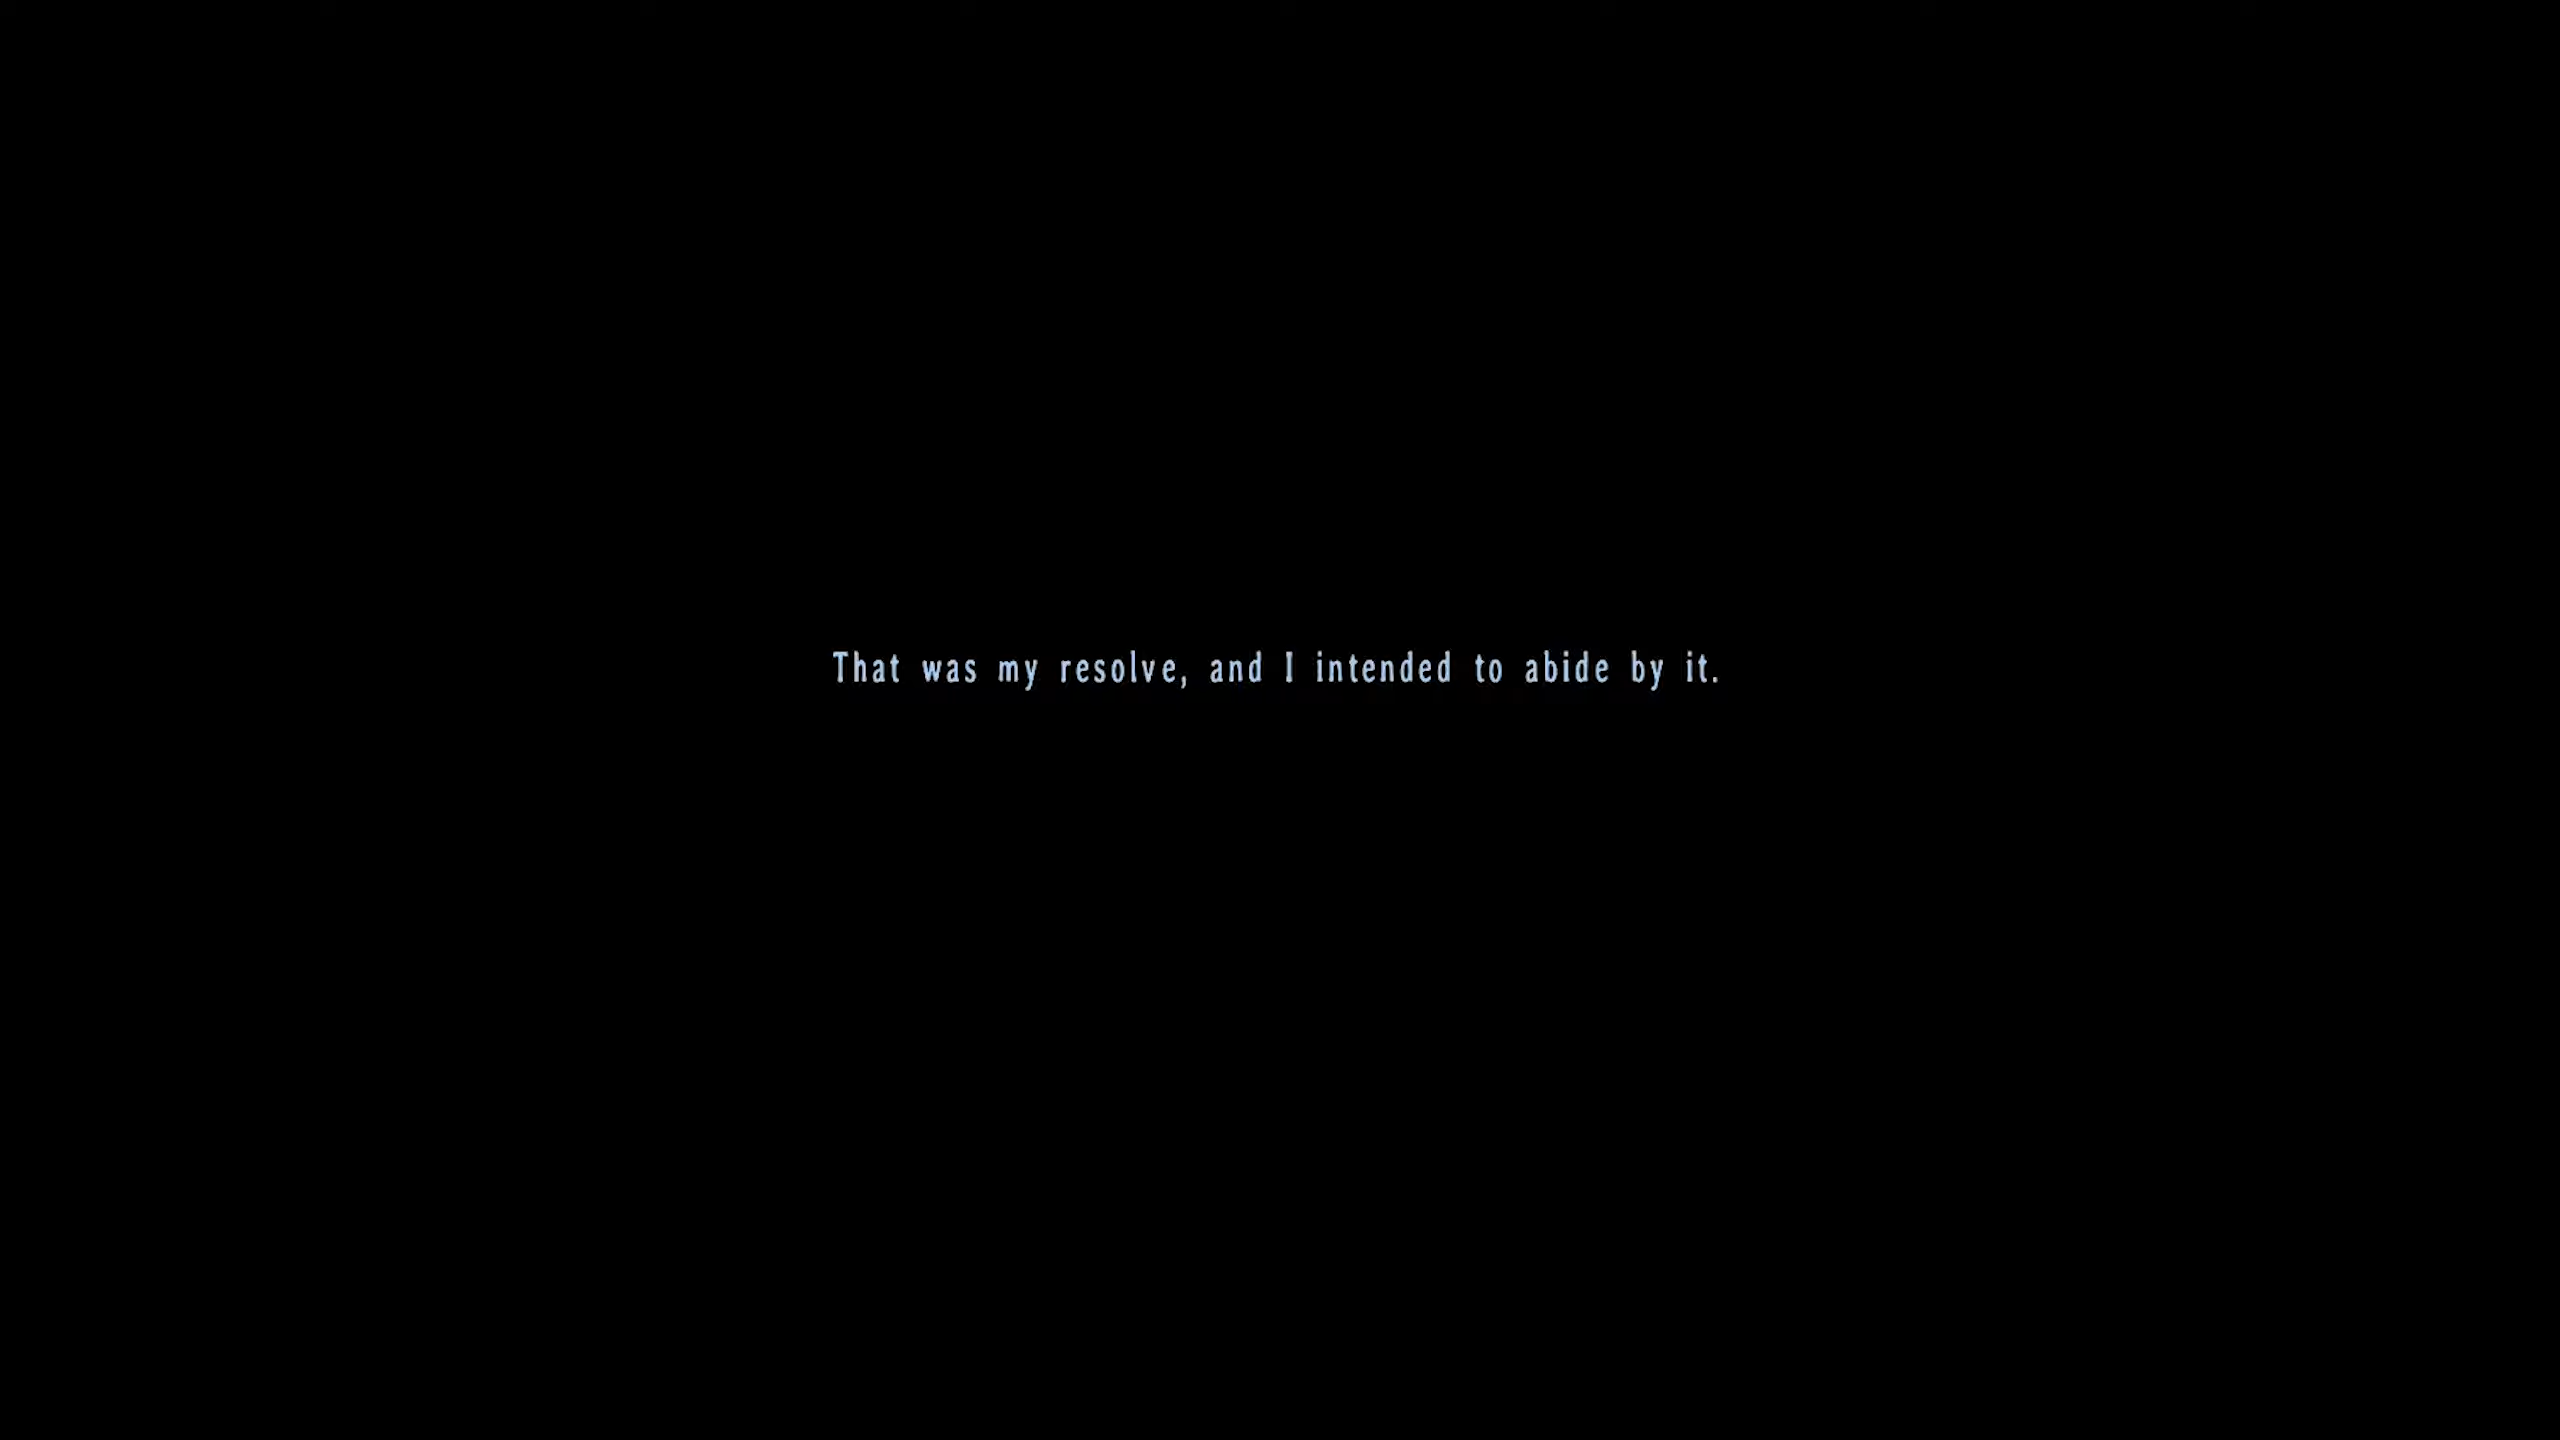 That was my resolve, and I intended to abide by it.